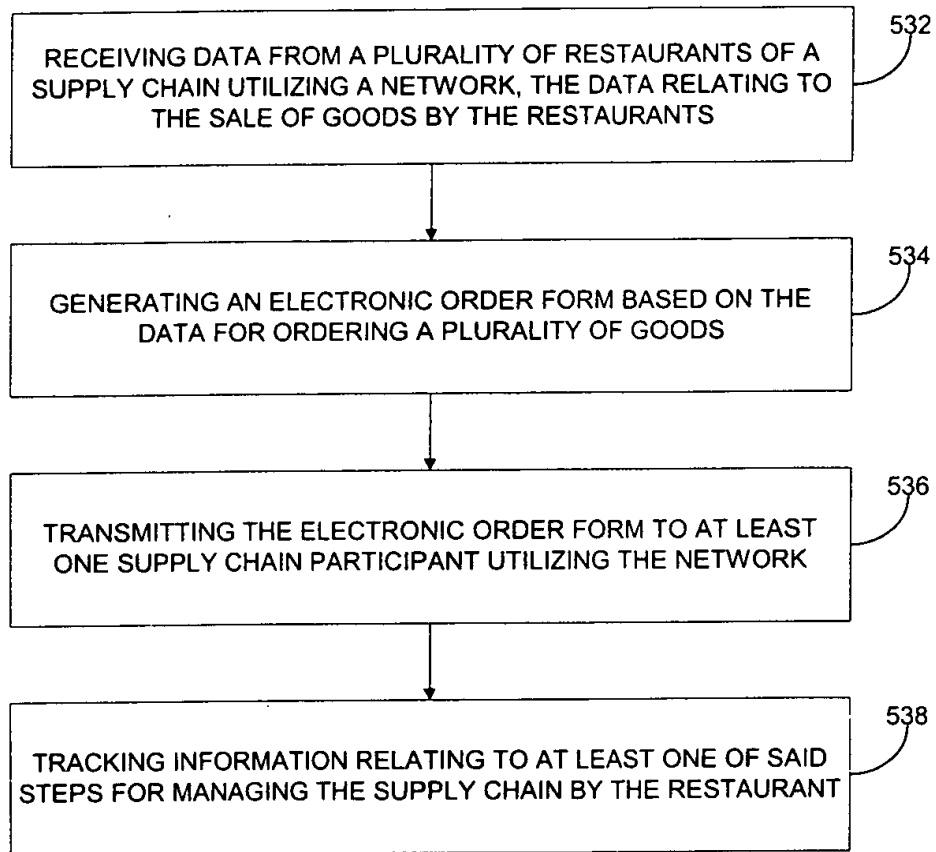 532
RECEIVING DATA FROM A PLURALITY OF RESTAURANTS OF A
SUPPLY CHAIN UTILIZING A NETWORK, THE DATA RELATING TO
THE SALE OF GOODS BY THE RESTAURANTS
534
GENERATING AN ELECTRONIC ORDER FORM BASED ON THE
DATA FOR ORDERING A PLURALITY OF GOODS
536
TRANSMITTING THE ELECTRONIC ORDER FORM TO AT LEAST
ONE SUPPLY CHAIN PARTICIPANT UTILIZING THE NETWORK
538
TRACKING INFORMATION RELATING TO AT LEAST ONE OF SAID
STEPS FOR MANAGING THE SUPPLY CHAIN BY THE RESTAURANT